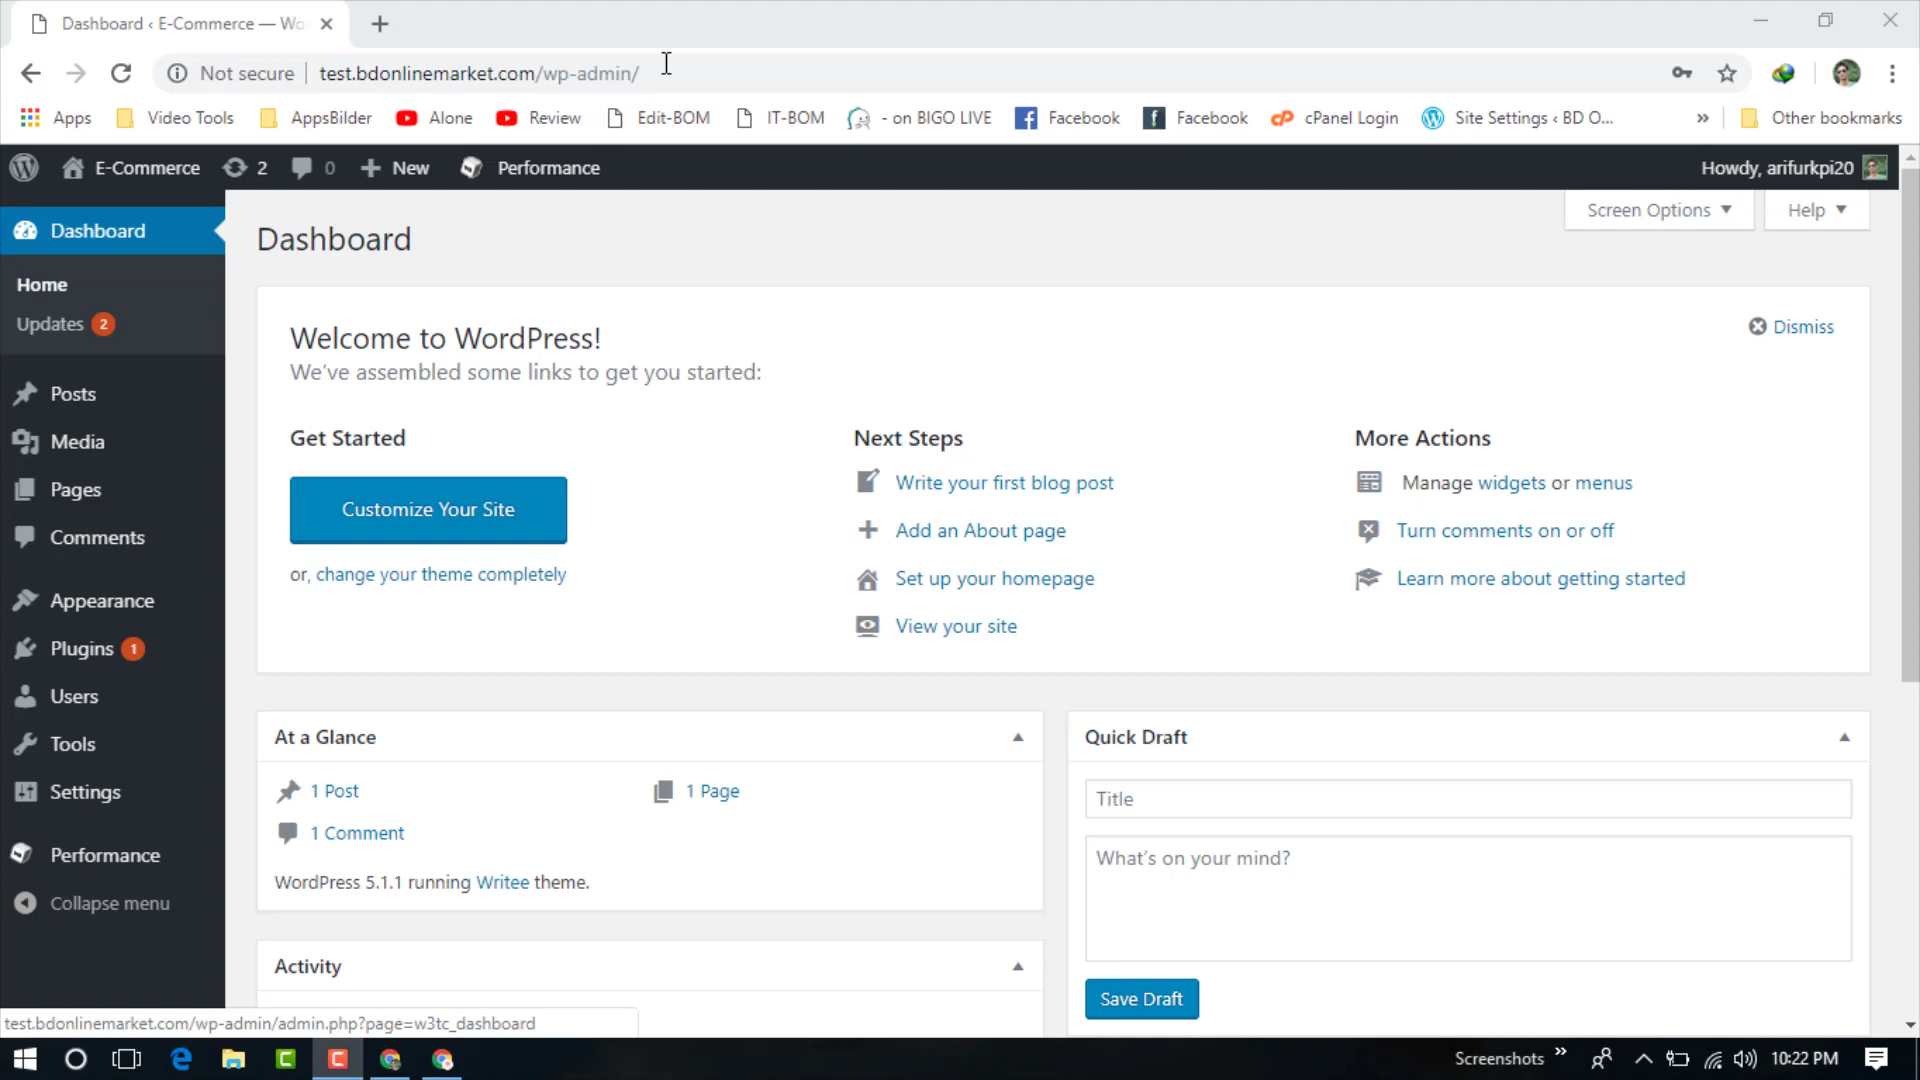 Dashboard ‹ E-Commerce — Wo
Not secure
test.bdonlinemarket.com/wp-admin/
Apps
Video Tools
AppsBilder
Alone
Review
Edit-BOM
IT-BOM
- on BIGO LIVE
Facebook
Facebook
cPanel Login
Site Settings ‹ BD O...
»
Other bookmarks
E-Commerce
2
0
New
Performance
Howdy, arifurkpi20
Dashboard
Home
Updates 2
Posts
Media
Pages
Comments
Appearance
Plugins 1
Users
Tools
Settings
Performance
Collapse menu
Screen Options
Help
Dashboard
Welcome to WordPress!
We've assembled some links to get you started:
Dismiss
Get Started
Customize Your Site
or, change your theme completely
Next Steps
Write your first blog post
Add an About page
Set up your homepage
View your site
More Actions
Manage widgets or menus
Turn comments on or off
Learn more about getting started
At a Glance
1 Post
1 Page
1 Comment
WordPress 5.1.1 running Writee theme.
Activity
Quick Draft
Title
What's on your mind?
Save Draft
test.bdonlinemarket.com/wp-admin/admin.php?page=w3tc_dashboard
Screenshots
»
10:22 PM